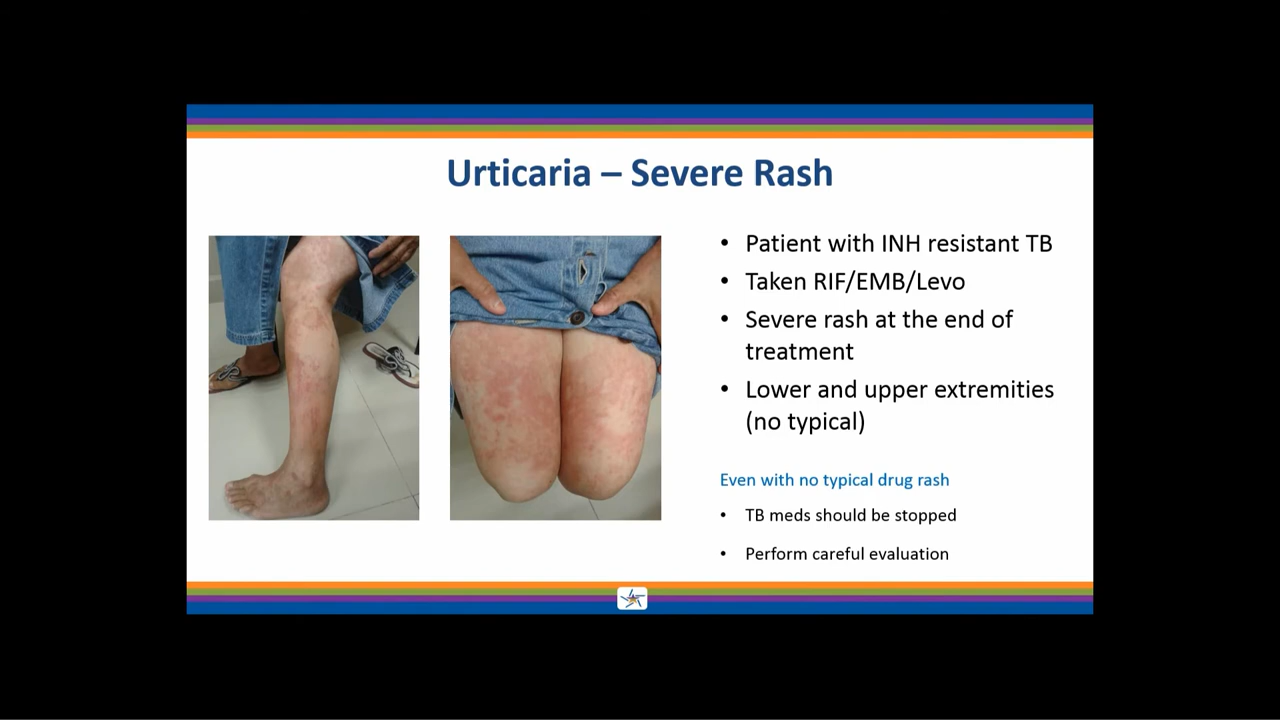 Urticaria – Severe Rash
• Patient with INH resistant TB
• Taken RIF/EMB/Levo
• Severe rash at the end of
treatment
• Lower and upper extremities
(no typical)
Even with no typical drug rash
• TB meds should be stopped
• Perform careful evaluation